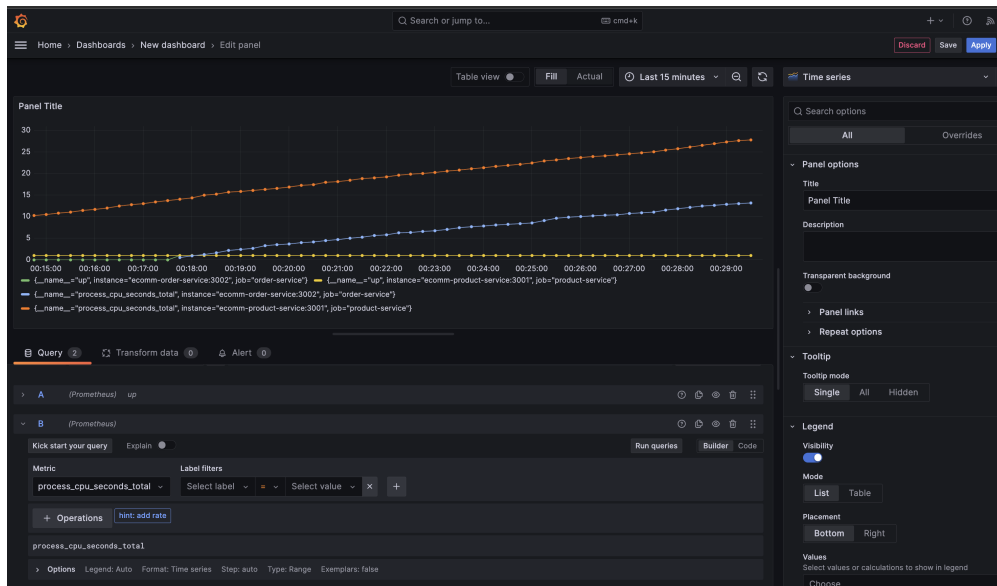 Search or jump to... cmd+k
Home › Dashboards › New dashboard › Edit panel Discard Save Apply
Table view Fill Actual Last 15 minutes Time series
Panel Title
Search options
All Overrides
30
25
20
15
10
5
0
00:15:00 00:16:00 00:17:00 00:18:00 00:19:00 00:20:00 00:21:00 00:22:00 00:23:00 00:24:00 00:25:00 00:26:00 00:27:00 00:28:00 00:29:00
{__name__="up", instance="ecomm-order-service:3002", job="order-service"} {__name__="up", instance="ecomm-product-service:3001", job="product-service"}
{__name__="process_cpu_seconds_total", instance="ecomm-order-service:3002", job="order-service"}
{__name__="process_cpu_seconds_total", instance="ecomm-product-service:3001", job="product-service"}
Panel options
Title
Panel Title
Description
Transparent background
Panel links
Repeat options
Tooltip
Tooltip mode
Single All Hidden
Legend
Visibility
Mode
List Table
Placement
Bottom Right
Values
Select values or calculations to show in legend
Choose
Query 2 Transform data 0 Alert 0
A (Prometheus) up
B (Prometheus)
Kick start your query Explain Run queries Builder Code
Metric Label filters
process_cpu_seconds_total Select label = Select value × +
+ Operations hint: add rate
process_cpu_seconds_total
Options Legend: Auto Format: Time series Step: auto Type: Range Exemplars: false